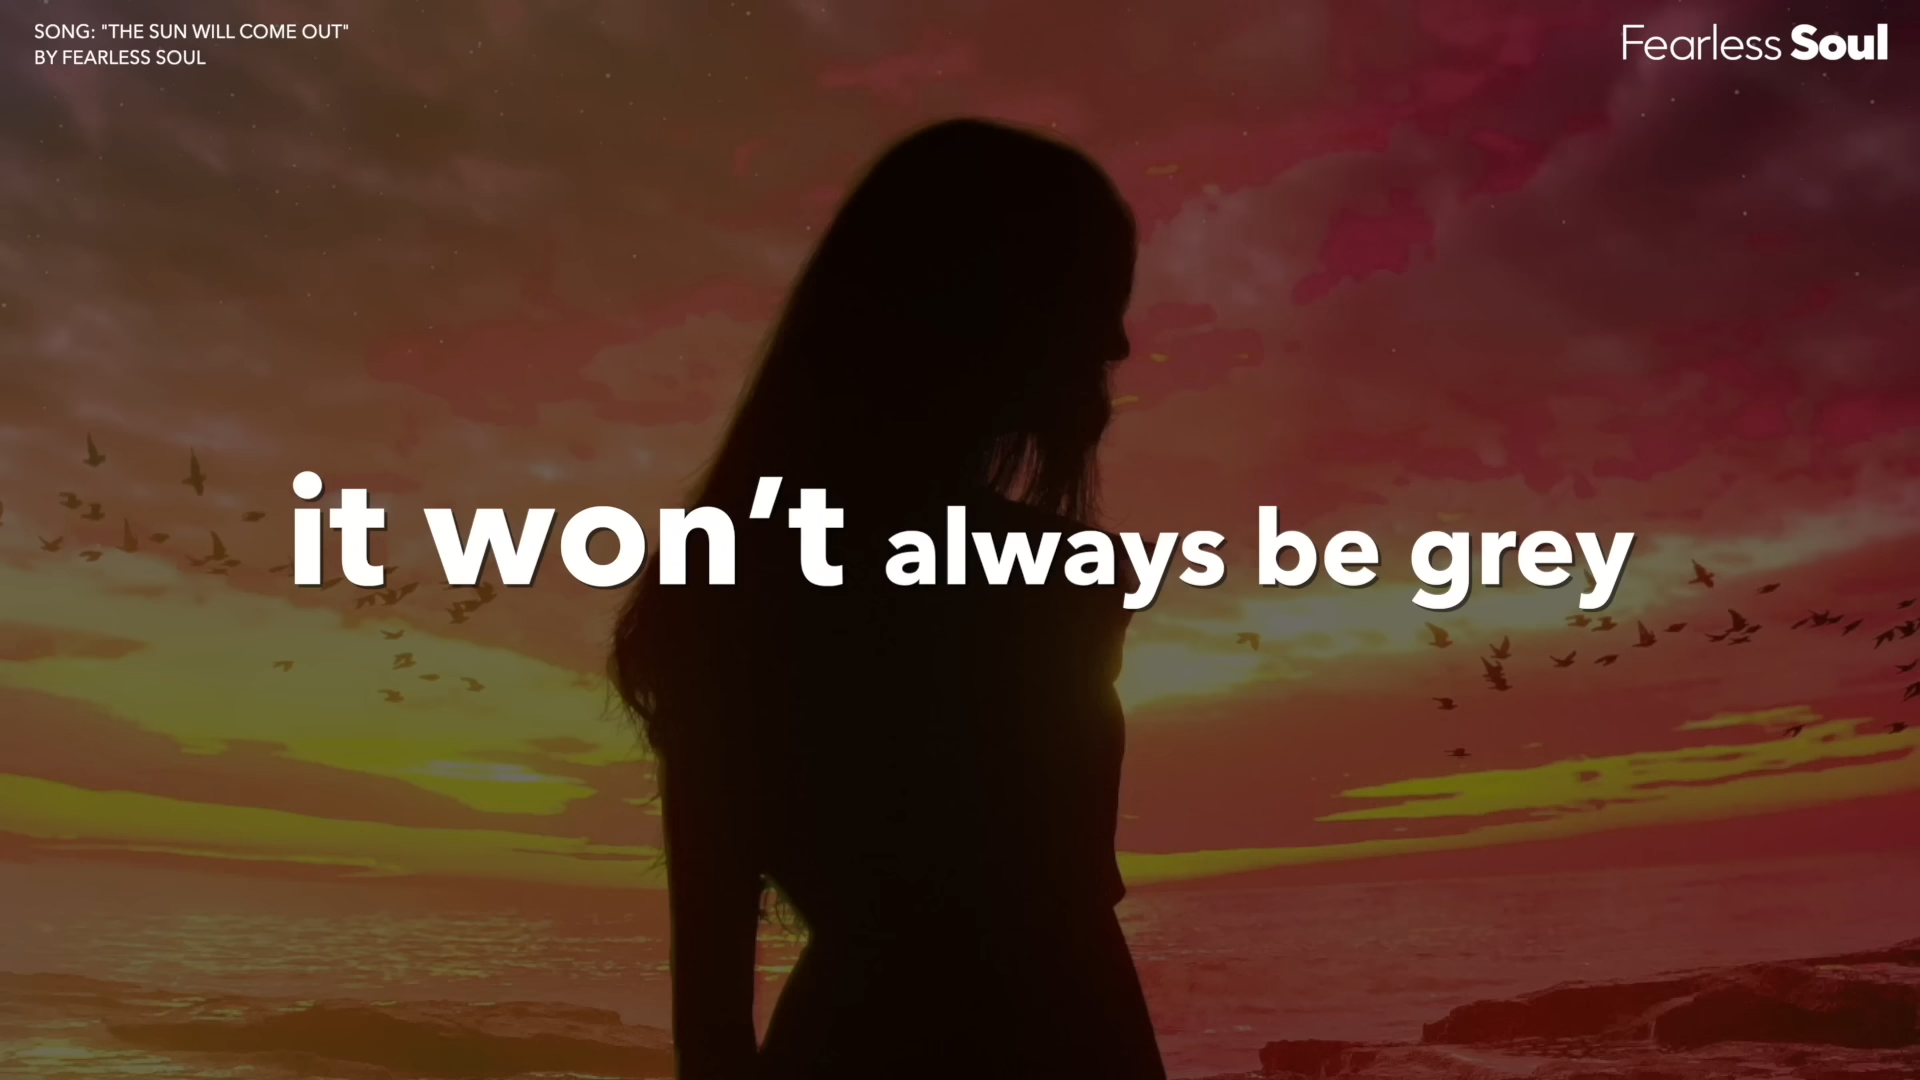 SONG: "THE SUN WILL COME OUT"
BY FEARLESS SOUL
Fearless Soul
it won't always be grey